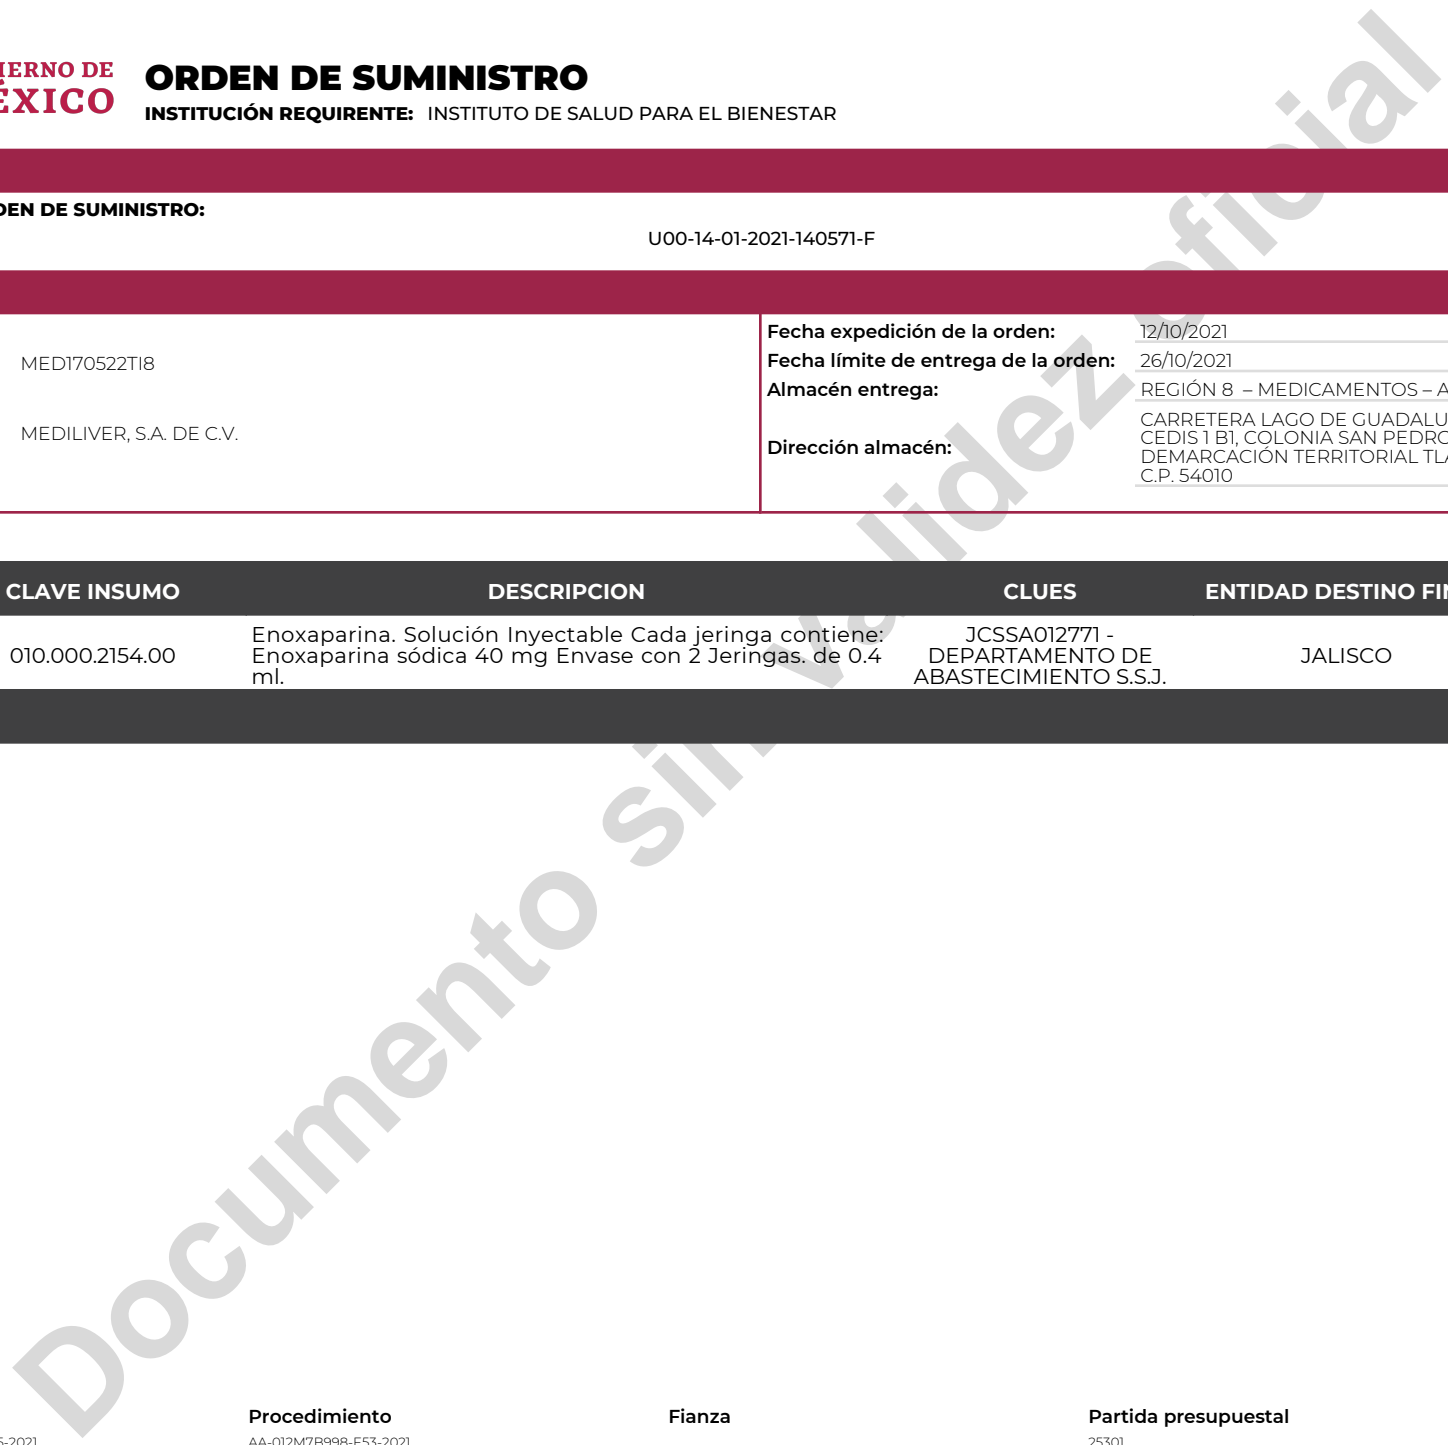 IERNO DE
ÉXICO
ORDEN DE SUMINISTRO
INSTITUCIÓN REQUIRENTE: INSTITUTO DE SALUD PARA EL BIENESTAR
DEN DE SUMINISTRO:
U00-14-01-2021-140571-F
MED170522TI8
MEDILIVER, S.A. DE C.V.
Fecha expedición de la orden: 12/10/2021
Fecha límite de entrega de la orden: 26/10/2021
Almacén entrega: REGIÓN 8 – MEDICAMENTOS – A
Dirección almacén:
CARRETERA LAGO DE GUADALU
CEDIS 1 B1, COLONIA SAN PEDRO
DEMARCACIÓN TERRITORIAL TLA
C.P. 54010
CLAVE INSUMO DESCRIPCION CLUES ENTIDAD DESTINO FIN
010.000.2154.00
Enoxaparina. Solución Inyectable Cada jeringa contiene:
Enoxaparina sódica 40 mg Envase con 2 Jeringas. de 0.4
ml.
JCSSA012771 -
DEPARTAMENTO DE
ABASTECIMIENTO S.S.J.
JALISCO
Documento sin validez oficial
Procedimiento Fianza Partida presupuestal
5-2021 AA-012M7B998-E53-2021 25301